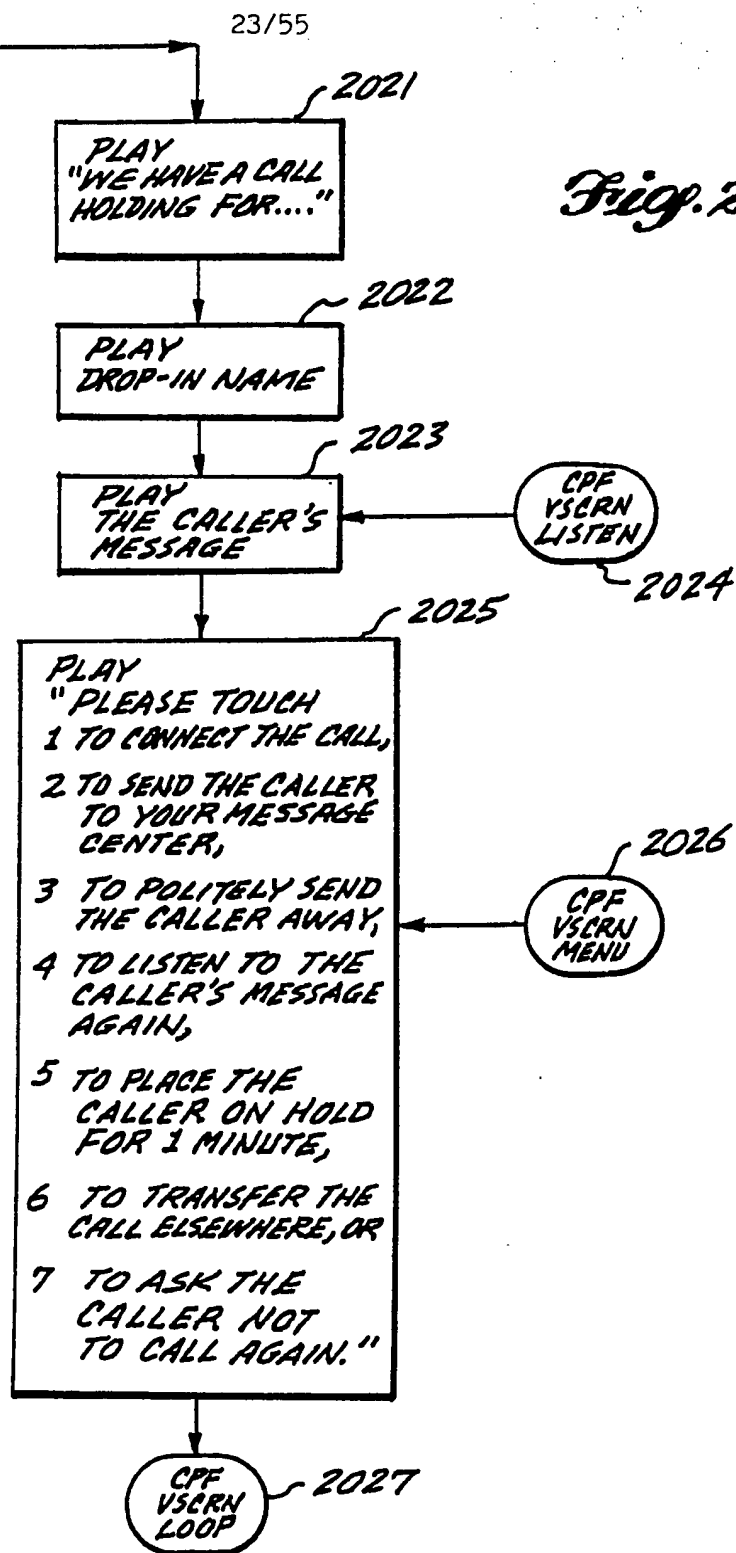 23/55
2021
PLAY
"WE HAVE A CALL
HOLDING FOR...."
Fig. 2
2022
PLAY
DROP-IN NAME
2023
PLAY
THE CALLER'S
MESSAGE
CPF
VSCRN
LISTEN
2024
2025
PLAY
"PLEASE TOUCH
1 TO CONNECT THE CALL,
2 TO SEND THE CALLER
TO YOUR MESSAGE
CENTER,
3 TO POLITELY SEND
THE CALLER AWAY,
4 TO LISTEN TO THE
CALLER'S MESSAGE
AGAIN,
5 TO PLACE THE
CALLER ON HOLD
FOR 1 MINUTE,
6 TO TRANSFER THE
CALL ELSEWHERE, OR
7 TO ASK THE
CALLER NOT
TO CALL AGAIN."
2026
CPF
VSCRN
MENU
CPF
VSCRN
LOOP
2027